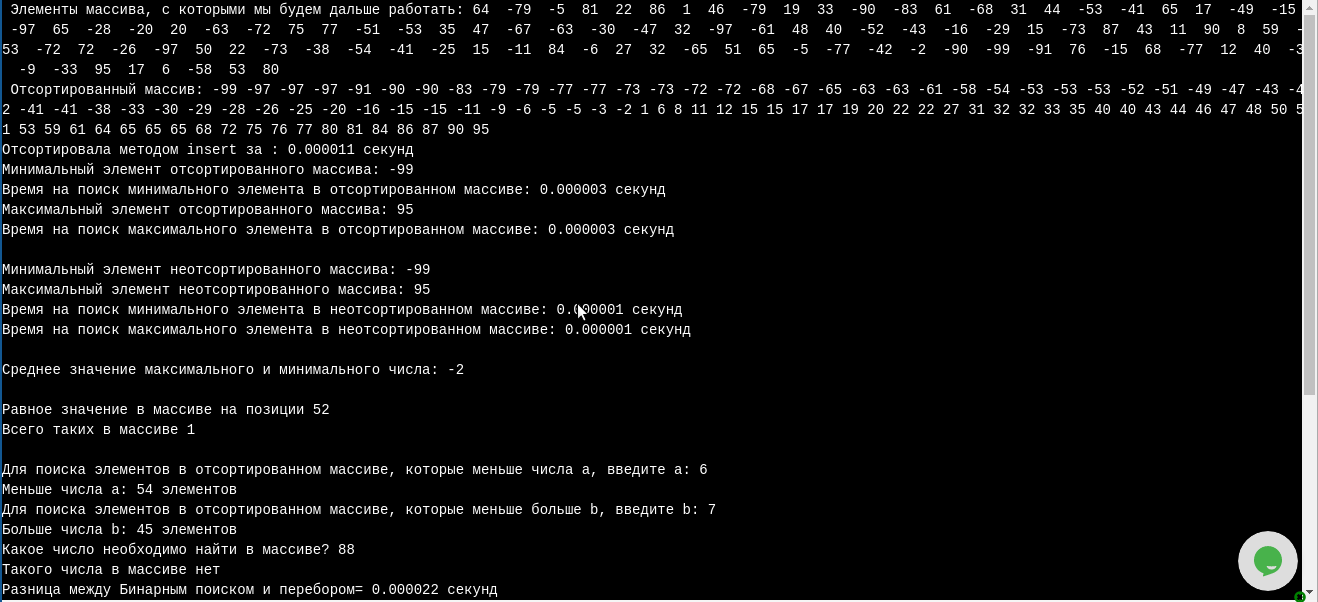 Элементы массива, с которыми мы будем дальше работать: 64 -79 -5 81 22 86 1 46 -79 19 33 -90 -83 61 -68 31 44 -53 -41 65 17 -49 -15
-97 65 -28 -20 20 -63 -72 75 77 -51 -53 35 47 -67 -63 -30 -47 32 -97 -61 48 40 -52 -43 -16 -29 15 -73 87 43 11 90 8 59 -
53 -72 72 -26 -97 50 22 -73 -38 -54 -41 -25 15 -11 84 -6 27 32 -65 51 65 -5 -77 -42 -2 -90 -99 -91 76 -15 68 -77 12 40 -3
-9 -33 95 17 6 -58 53 80
Отсортированный массив: -99 -97 -97 -97 -91 -90 -90 -83 -79 -79 -77 -77 -73 -73 -72 -72 -68 -67 -65 -63 -63 -61 -58 -54 -53 -53 -53 -52 -51 -49 -47 -43 -4
2 -41 -41 -38 -33 -30 -29 -28 -26 -25 -20 -16 -15 -15 -11 -9 -6 -5 -5 -3 -2 1 6 8 11 12 15 15 17 17 19 20 22 22 27 31 32 32 33 35 40 40 43 44 46 47 48 50 5
1 53 59 61 64 65 65 65 68 72 75 76 77 80 81 84 86 87 90 95
Отсортировала методом insert за : 0.000011 секунд
Минимальный элемент отсортированного массива: -99
Время на поиск минимального элемента в отсортированном массиве: 0.000003 секунд
Максимальный элемент отсортированного массива: 95
Время на поиск максимального элемента в отсортированном массиве: 0.000003 секунд
Минимальный элемент неотсортированного массива: -99
Максимальный элемент неотсортированного массива: 95
Время на поиск минимального элемента в неотсортированном массиве: 0.000001 секунд
Время на поиск максимального элемента в неотсортированном массиве: 0.000001 секунд
Среднее значение максимального и минимального числа: -2
Равное значение в массиве на позиции 52
Всего таких в массиве 1
Для поиска элементов в отсортированном массиве, которые меньше числа a, введите a: 6
Меньше числа a: 54 элементов
Для поиска элементов в отсортированном массиве, которые меньше больше b, введите b: 7
Больше числа b: 45 элементов
Какое число необходимо найти в массиве? 88
Такого числа в массиве нет
Разница между Бинарным поиском и перебором= 0.000022 секунд